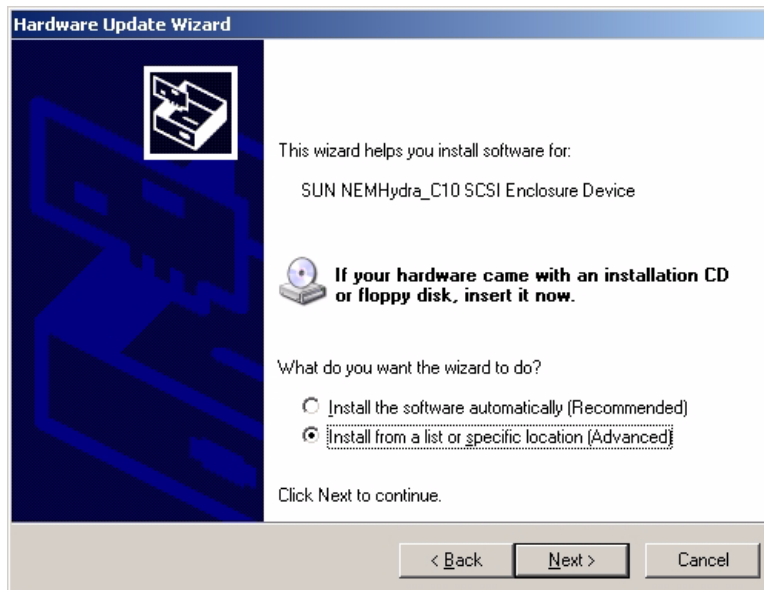 Hardware Update Wizard
This wizard helps you install software for:
SUN NEMHydra_C10 SCSI Enclosure Device
If your hardware came with an installation CD
or floppy disk, insert it now.
What do you want the wizard to do?
Install the software automatically (Recommended)
Install from a list or specific location (Advanced)
Click Next to continue.
< Back Next > Cancel